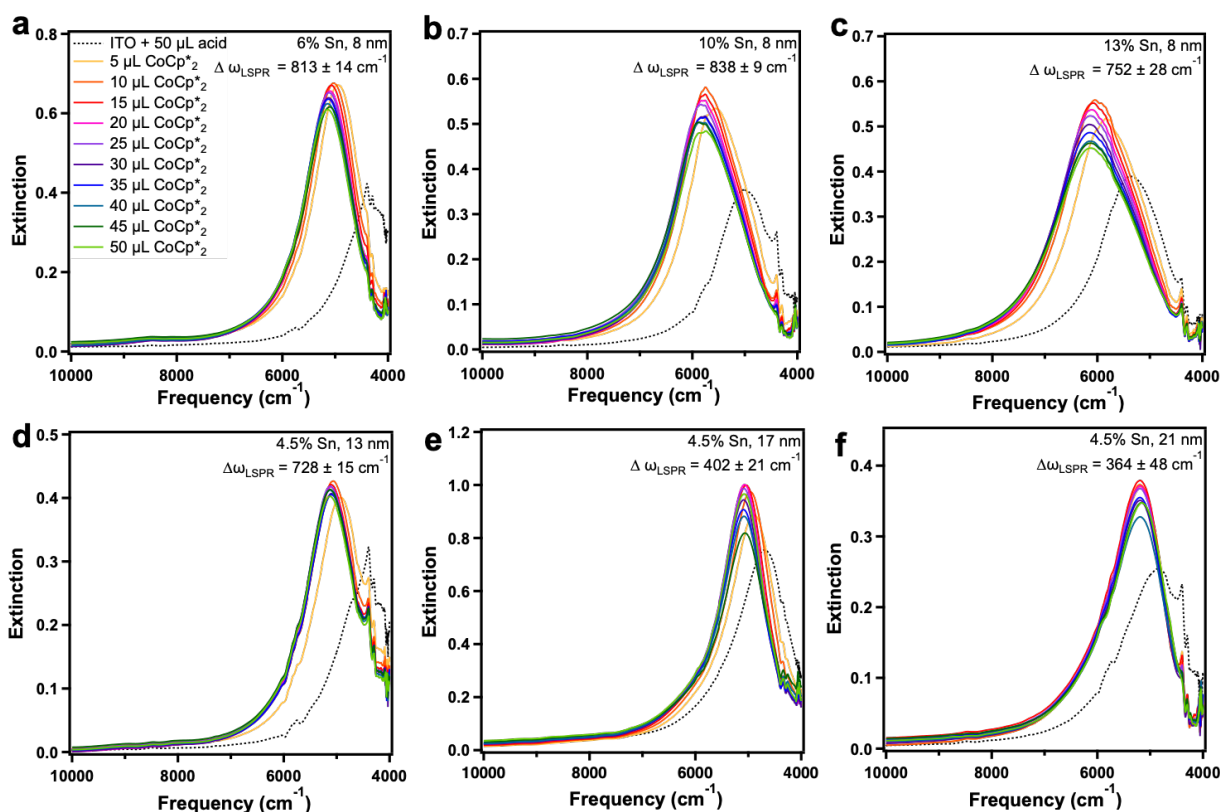 a
0.8
0.6
0.4
0.2
0.0
Extinction
10000
8000
6000
4000
Frequency (cm⁻¹)
ITO + 50 µL acid
5 µL CoCp*₂
10 µL CoCp*₂
15 µL CoCp*₂
20 µL CoCp*₂
25 µL CoCp*₂
30 µL CoCp*₂
35 µL CoCp*₂
40 µL CoCp*₂
45 µL CoCp*₂
50 µL CoCp*₂
6% Sn, 8 nm
Δ ω_LSPR = 813 ± 14 cm⁻¹
b
0.7
0.6
0.5
0.4
0.3
0.2
0.1
0.0
Extinction
10000
8000
6000
4000
Frequency (cm⁻¹)
10% Sn, 8 nm
Δ ω_LSPR = 838 ± 9 cm⁻¹
c
0.7
0.6
0.5
0.4
0.3
0.2
0.1
0.0
Extinction
10000
8000
6000
4000
Frequency (cm⁻¹)
13% Sn, 8 nm
Δ ω_LSPR = 752 ± 28 cm⁻¹
d
0.5
0.4
0.3
0.2
0.1
0.0
Extinction
10000
8000
6000
4000
Frequency (cm⁻¹)
4.5% Sn, 13 nm
Δω_LSPR = 728 ± 15 cm⁻¹
e
1.2
1.0
0.8
0.6
0.4
0.2
0.0
Extinction
10000
8000
6000
4000
Frequency (cm⁻¹)
4.5% Sn, 17 nm
Δ ω_LSPR = 402 ± 21 cm⁻¹
f
0.4
0.3
0.2
0.1
0.0
Extinction
10000
8000
6000
4000
Frequency (cm⁻¹)
4.5% Sn, 21 nm
Δω_LSPR = 364 ± 48 cm⁻¹